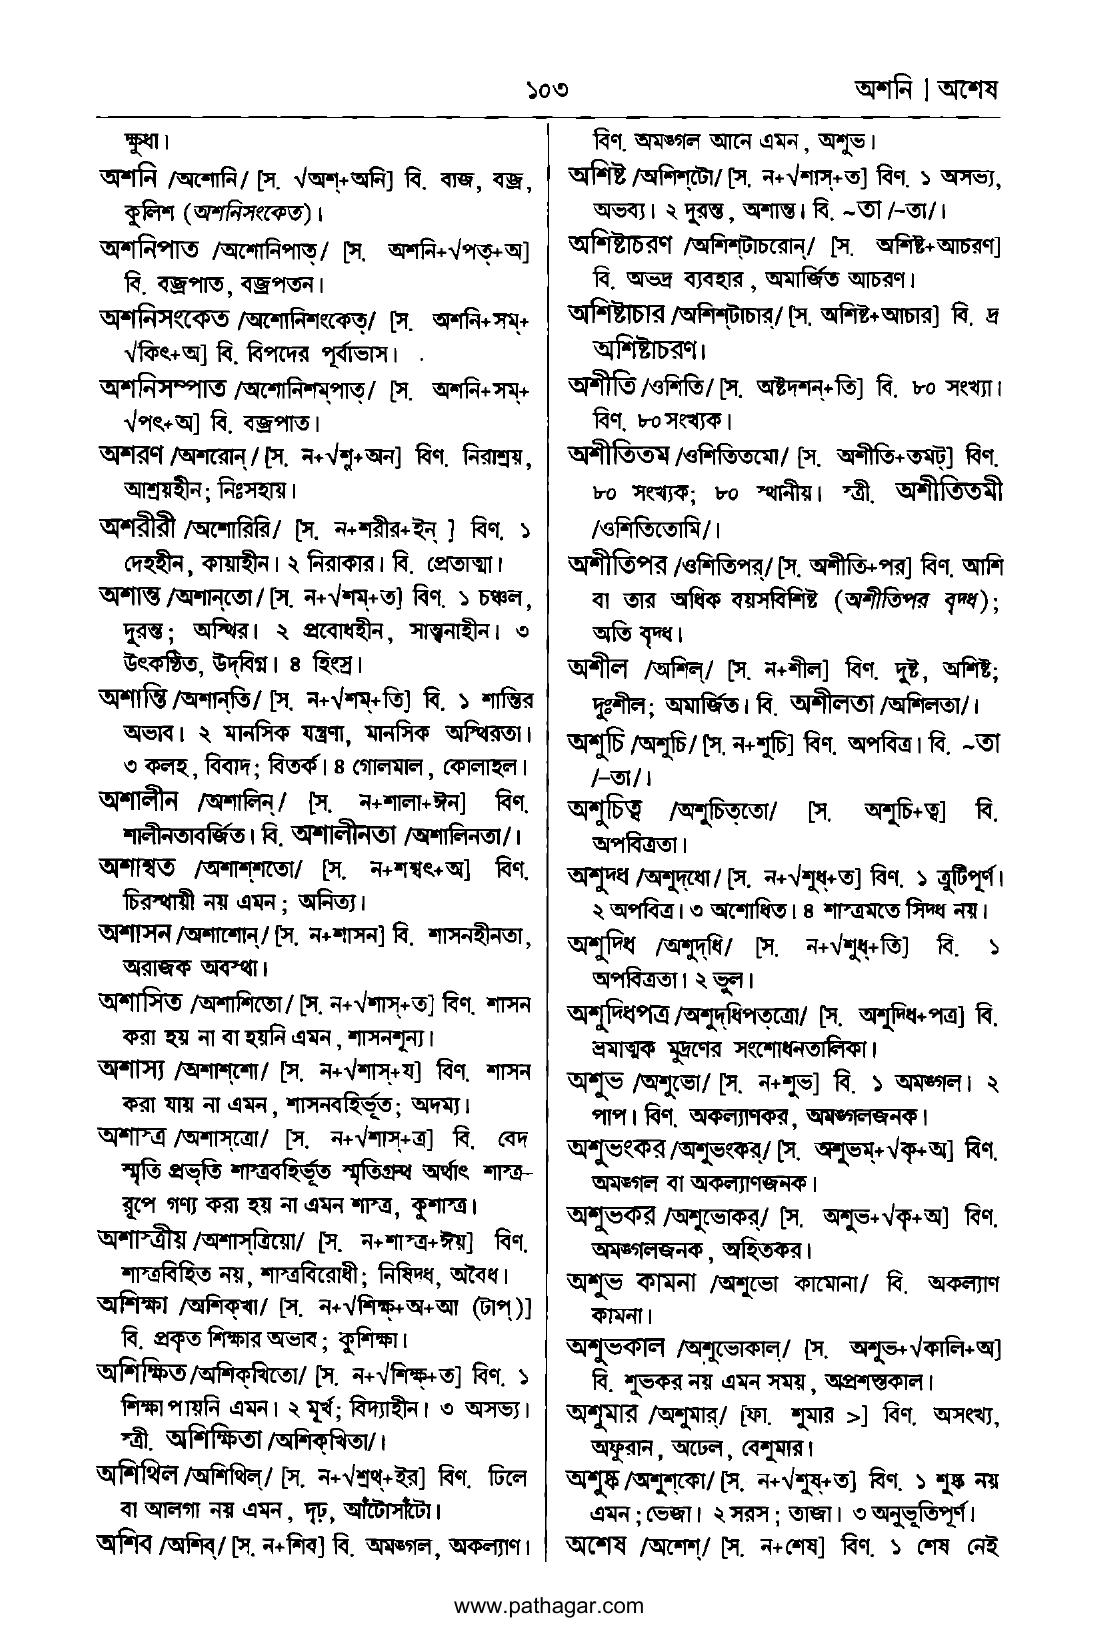 ১০৩
অশনি | অশেষ
ক্ষুধা।
অশনি /অশোনি/ [স. √অশ্+অনি] বি. বাজ, বজ্র,
কুলিশ (অশনিসংকেত)।
অশনিপাত /অশোনিপাত্/ [স. অশনি+√পত্+অ]
বি. বজ্রপাত, বজ্রপতন।
অশনিসংকেত /অশোনিশংকেত্/ [স. অশনি+সম্+
√কিৎ+অ] বি. বিপদের পূর্বাভাস।
অশনিসম্পাত /অশোনিশম্পাত্/ [স. অশনি+সম্+
√পৎ+অ] বি. বজ্রপাত।
অশরণ /অশরোন্/ [স. ন+√শৃ+অন] বিণ. নিরাশ্রয়,
আশ্রয়হীন; নিঃসহায়।
অশরীরী /অশোরিরি/ [স. ন+শরীর+ইন্ ] বিণ. ১
দেহহীন, কায়াহীন। ২ নিরাকার। বি. প্রেতাত্মা।
অশান্ত /অশান্‌তো/ [স. ন+√শম্+ত] বিণ. ১ চঞ্চল,
দুরন্ত; অস্থির। ২ প্রবোধহীন, সান্ত্বনাহীন। ৩
উৎকণ্ঠিত, উদ্‌বিগ্ন। ৪ হিংস্র।
অশান্তি /অশান্‌তি/ [স. ন+√শম্+তি] বি. ১ শান্তির
অভাব। ২ মানসিক যন্ত্রণা, মানসিক অস্থিরতা।
৩ কলহ, বিবাদ; বিতর্ক। ৪ গোলমাল, কোলাহল।
অশালীন /অশালিন্/ [স. ন+শালা+ঈন] বিণ.
শালীনতাবর্জিত। বি. অশালীনতা /অশালিনতা/।
অশাশ্বত /অশাশ্‌শতো/ [স. ন+শশ্বৎ+অ] বিণ.
চিরস্থায়ী নয় এমন; অনিত্য।
অশাসন /অশাশোন্/ [স. ন+শাসন] বি. শাসনহীনতা,
অরাজক অবস্থা।
অশাসিত /অশাশিতো/ [স. ন+√শাস্+ত] বিণ. শাসন
করা হয় না বা হয়নি এমন, শাসনশূন্য।
অশাস্য /অশাশ্‌শো/ [স. ন+√শাস্+য] বিণ. শাসন
করা যায় না এমন, শাসনবহির্ভূত; অদম্য।
অশাস্ত্র /অশাস্‌ত্রো/ [স. ন+√শাস্+ত্র] বি. বেদ
স্মৃতি প্রভৃতি শাস্ত্রবহির্ভূত স্মৃতিগ্রন্থ অর্থাৎ শাস্ত্র-
রূপে গণ্য করা হয় না এমন শাস্ত্র, কুশাস্ত্র।
অশাস্ত্রীয় /অশাস্‌ত্রিয়ো/ [স. ন+শাস্ত্র+ঈয়] বিণ.
শাস্ত্রবিহিত নয়, শাস্ত্রবিরোধী; নিষিদ্ধ, অবৈধ।
অশিক্ষা /অশিক্‌খা/ [স. ন+√শিক্ষ্+অ+আ (টাপ্)]
বি. প্রকৃত শিক্ষার অভাব; কুশিক্ষা।
অশিক্ষিত /অশিক্‌খিতো/ [স. ন+√শিক্ষ্+ত] বিণ. ১
শিক্ষা পায়নি এমন। ২ মূর্খ; বিদ্যাহীন। ৩ অসভ্য।
স্ত্রী. অশিক্ষিতা /অশিক্‌খিতা/।
অশিথিল /অশিথিল্/ [স. ন+√শ্রথ্+ইর] বিণ. ঢিলে
বা আলগা নয় এমন, দৃঢ়, আঁটোসাঁটো।
অশিব /অশিব্/ [স. ন+শিব] বি. অমঙ্গল, অকল্যাণ।
বিণ. অমঙ্গল আনে এমন, অশুভ।
অশিষ্ট /অশিশ্‌টো/ [স. ন+√শাস্+ত] বিণ. ১ অসভ্য,
অভব্য। ২ দুরন্ত, অশান্ত। বি. ~তা /–তা/।
অশিষ্টাচরণ /অশিশ্‌টাচরোন্/ [স. অশিষ্ট+আচরণ]
বি. অভদ্র ব্যবহার, অমার্জিত আচরণ।
অশিষ্টাচার /অশিশ্‌টাচার্/ [স. অশিষ্ট+আচার] বি. দ্র
অশিষ্টাচরণ।
অশীতি /ওশিতি/ [স. অষ্টদশন্+তি] বি. ৮০ সংখ্যা।
বিণ. ৮০ সংখ্যক।
অশীতিতম /ওশিতিতমো/ [স. অশীতি+তমট্] বিণ.
৮০ সংখ্যক; ৮০ স্থানীয়। স্ত্রী. অশীতিতমী
/ওশিতিতোমি/।
অশীতিপর /ওশিতিপর্/ [স. অশীতি+পর] বিণ. আশি
বা তার অধিক বয়সবিশিষ্ট (অশীতিপর বৃদ্ধ);
অতি বৃদ্ধ।
অশীল /অশিল্/ [স. ন+শীল] বিণ. দুষ্ট, অশিষ্ট;
দুঃশীল; অমার্জিত। বি. অশীলতা /অশিলতা/।
অশুচি /অশুচি/ [স. ন+শুচি] বিণ. অপবিত্র। বি. ~তা
/–তা/।
অশুচিত্ব /অশুচিত্‌তো/ [স. অশুচি+ত্ব] বি.
অপবিত্রতা।
অশুদ্ধ /অশুদ্‌ধো/ [স. ন+√শুধ্+ত] বিণ. ১ ত্রুটিপূর্ণ।
২ অপবিত্র। ৩ অশোধিত। ৪ শাস্ত্রমতে সিদ্ধ নয়।
অশুদ্ধি /অশুদ্‌ধি/ [স. ন+√শুধ্+তি] বি. ১
অপবিত্রতা। ২ ভুল।
অশুদ্ধিপত্র /অশুদ্‌ধিপত্‌ত্রো/ [স. অশুদ্ধি+পত্র] বি.
ভ্রমাত্মক মুদ্রণের সংশোধনতালিকা।
অশুভ /অশুভো/ [স. ন+শুভ] বি. ১ অমঙ্গল। ২
পাপ। বিণ. অকল্যাণকর, অমঙ্গলজনক।
অশুভংকর /অশুভংকর্/ [স. অশুভম্+√কৃ+অ] বিণ.
অমঙ্গল বা অকল্যাণজনক।
অশুভকর /অশুভোকর্/ [স. অশুভ+√কৃ+অ] বিণ.
অমঙ্গলজনক, অহিতকর।
অশুভ কামনা /অশুভো কামোনা/ বি. অকল্যাণ
কামনা।
অশুভকাল /অশুভোকাল্/ [স. অশুভ+√কালি+অ]
বি. শুভকর নয় এমন সময়, অপ্রশস্তকাল।
অশুমার /অশুমার্/ [ফা. শুমার >] বিণ. অসংখ্য,
অফুরান, অঢেল, বেশুমার।
অশুষ্ক /অশুশ্‌কো/ [স. ন+√শুষ্+ত] বিণ. ১ শুষ্ক নয়
এমন; ভেজা। ২ সরস; তাজা। ৩ অনুভূতিপূর্ণ।
অশেষ /অশেশ্/ [স. ন+শেষ] বিণ. ১ শেষ নেই
www.pathagar.com